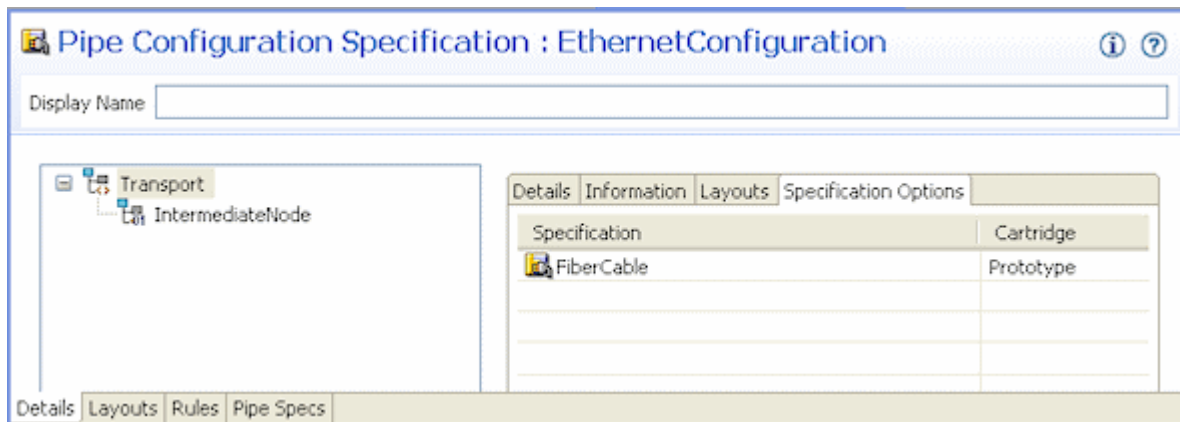 Pipe Configuration Specification : EthernetConfiguration
Display Name
Transport
IntermediateNode
Details Information Layouts Specification Options
Specification Cartridge
FiberCable Prototype
Details Layouts Rules Pipe Specs